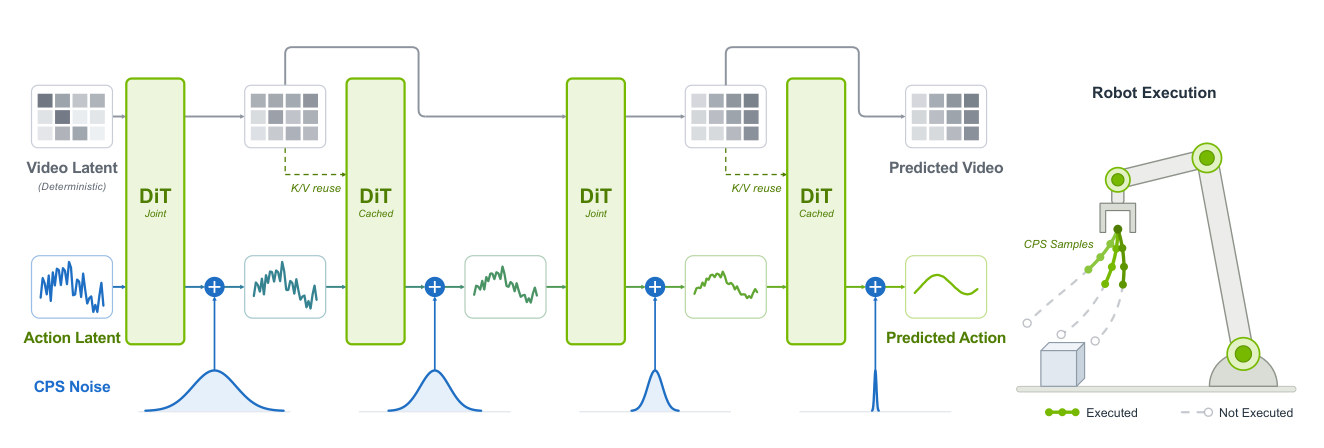 Robot Execution
Video Latent
(Deterministic)
DiT
Joint
K/V reuse
DiT
Cached
DiT
Joint
K/V reuse
DiT
Cached
Predicted Video
CPS Samples
Action Latent
Predicted Action
CPS Noise
Executed
Not Executed